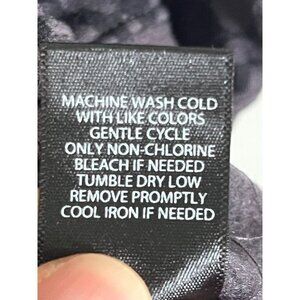 MACHINE WASH COLD
WITH LIKE COLORS
GENTLE CYCLE
ONLY NON-CHLORINE
BLEACH IF NEEDED
TUMBLE DRY LOW
REMOVE PROMPTLY
COOL IRON IF NEEDED